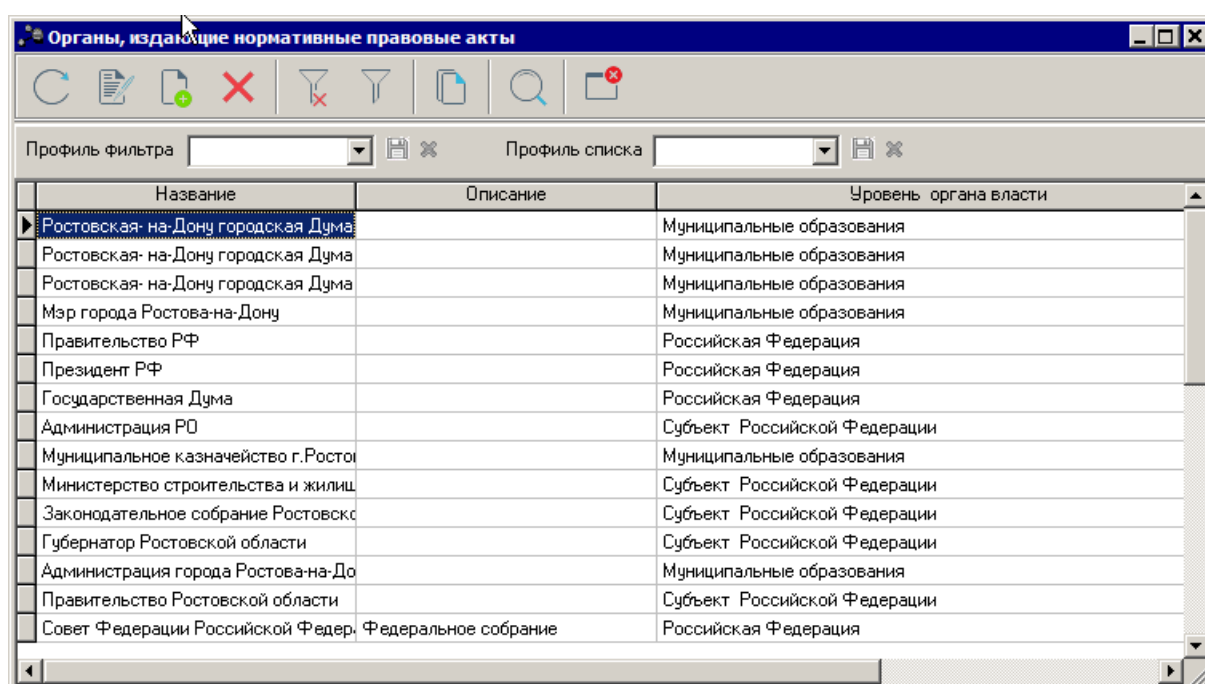 Органы, издающие нормативные правовые акты
Профиль фильтра Профиль списка
Название Описание Уровень органа власти
Ростовская- на-Дону городская Дума Муниципальные образования
Ростовская- на-Дону городская Дума Муниципальные образования
Ростовская- на-Дону городская Дума Муниципальные образования
Мэр города Ростова-на-Дону Муниципальные образования
Правительство РФ Российская Федерация
Президент РФ Российская Федерация
Государственная Дума Российская Федерация
Администрация РО Субъект Российской Федерации
Муниципальное казначейство г.Росто Муниципальные образования
Министерство строительства и жилищ Субъект Российской Федерации
Законодательное собрание Ростовско Субъект Российской Федерации
Губернатор Ростовской области Субъект Российской Федерации
Администрация города Ростова-на-До Муниципальные образования
Правительство Ростовской области Субъект Российской Федерации
Совет Федерации Российской Федер Федеральное собрание Российская Федерация